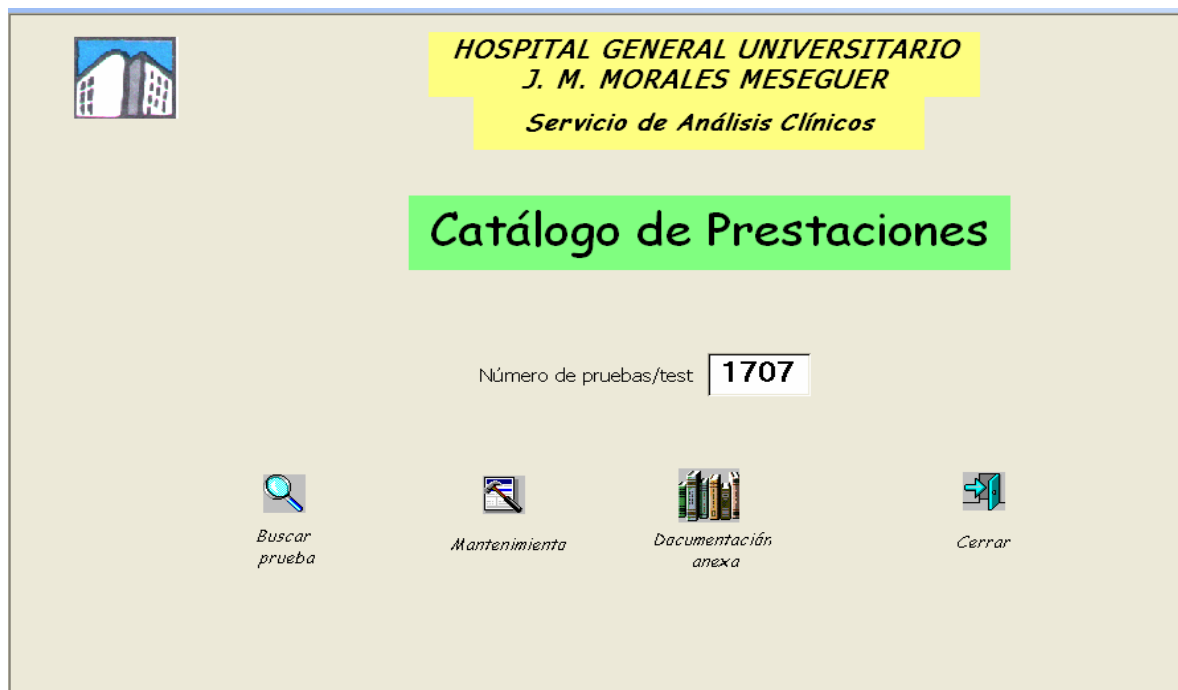 HOSPITAL GENERAL UNIVERSITARIO
J. M. MORALES MESEGUER
Servicio de Análisis Clínicos
Catálogo de Prestaciones
Número de pruebas/test 1707
Buscar
prueba
Mantenimiento
Documentación
anexa
Cerrar